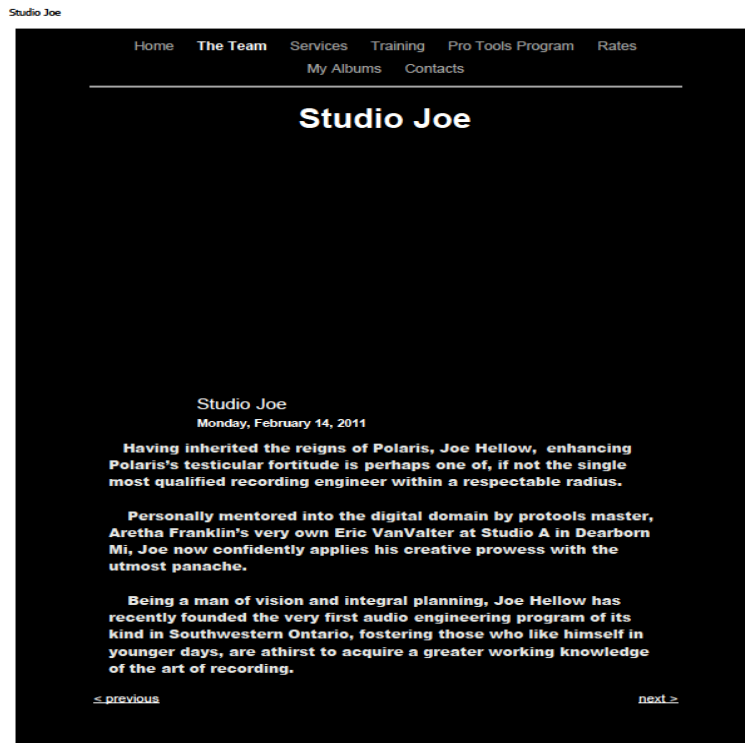 Studio Joe
Home The Team Services Training Pro Tools Program Rates
My Albums Contacts
Studio Joe
Studio Joe
Monday, February 14, 2011
Having inherited the reigns of Polaris, Joe Hellow, enhancing
Polaris's testicular fortitude is perhaps one of, if not the single
most qualified recording engineer within a respectable radius.
Personally mentored into the digital domain by protools master,
Aretha Franklin's very own Eric VanValter at Studio A in Dearborn
Mi, Joe now confidently applies his creative prowess with the
utmost panache.
Being a man of vision and integral planning, Joe Hellow has
recently founded the very first audio engineering program of its
kind in Southwestern Ontario, fostering those who like himself in
younger days, are athirst to acquire a greater working knowledge
of the art of recording.
< previous next >